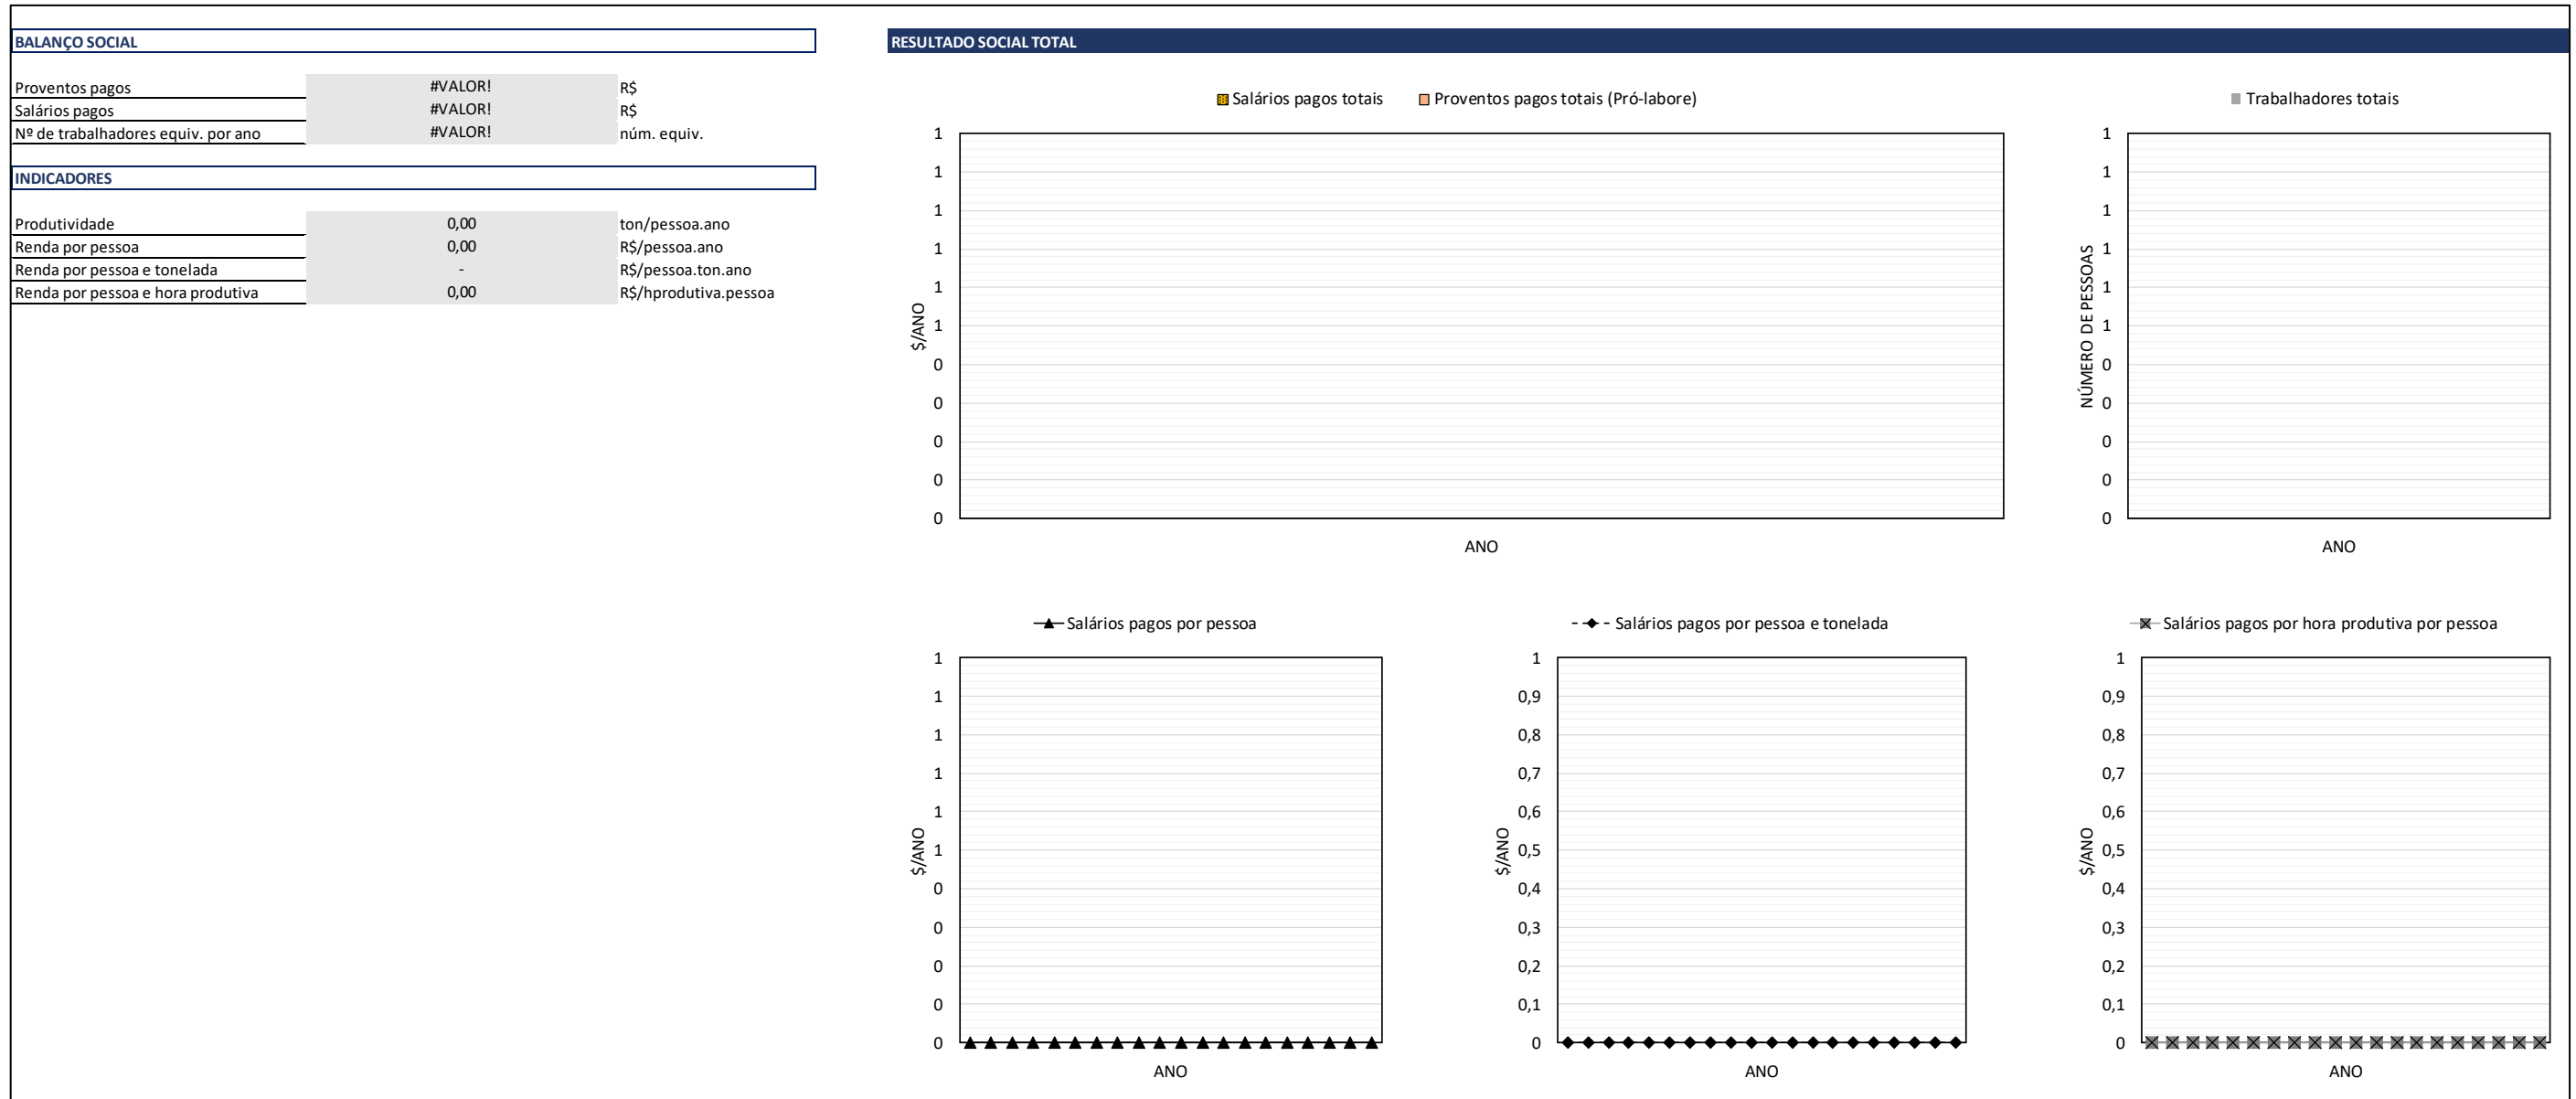 BALANÇO SOCIAL
Proventos pagos #VALOR! R$
Salários pagos #VALOR! R$
Nº de trabalhadores equiv. por ano #VALOR! núm. equiv.
INDICADORES
Produtividade 0,00 ton/pessoa.ano
Renda por pessoa 0,00 R$/pessoa.ano
Renda por pessoa e tonelada - R$/pessoa.ton.ano
Renda por pessoa e hora produtiva 0,00 R$/hprodutiva.pessoa
RESULTADO SOCIAL TOTAL
Salários pagos totais Proventos pagos totais (Pró-labore)
$/ANO
1
1
1
1
1
1
0
0
0
0
0
ANO
Trabalhadores totais
NÚMERO DE PESSOAS
1
1
1
1
1
1
0
0
0
0
0
ANO
Salários pagos por pessoa
$/ANO
1
1
1
1
1
1
0
0
0
0
0
ANO
Salários pagos por pessoa e tonelada
$/ANO
1
0,9
0,8
0,7
0,6
0,5
0,4
0,3
0,2
0,1
0
ANO
Salários pagos por hora produtiva por pessoa
$/ANO
1
0,9
0,8
0,7
0,6
0,5
0,4
0,3
0,2
0,1
0
ANO